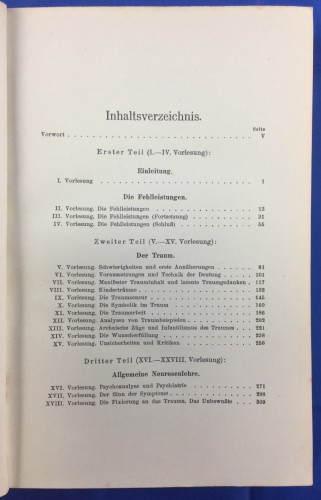 Inhaltsverzeichnis.
Seite
Vorwort . . . . . . . . . . . . . . . . . . . . V
Erster Teil (I.—IV. Vorlesung):
Einleitung.
I. Vorlesung . . . . . . . . . . . . . . . . . . 1
Die Fehlleistungen.
II. Vorlesung. Die Fehlleistungen . . . . . . . . . . 12
III. Vorlesung. Die Fehlleistungen (Fortsetzung) . . . . . 31
IV. Vorlesung. Die Fehlleistungen (Schluß) . . . . . . . 55
Zweiter Teil (V.—XV. Vorlesung):
Der Traum.
V. Vorlesung. Schwierigkeiten und erste Annäherungen . . . 81
VI. Vorlesung. Voraussetzungen und Technik der Deutung . . . 101
VII. Vorlesung. Manifester Trauminhalt und latente Traumgedanken . 117
VIII. Vorlesung. Kinderträume . . . . . . . . . . . . 132
IX. Vorlesung. Die Traumzensur . . . . . . . . . . . 145
X. Vorlesung. Die Symbolik im Traum . . . . . . . . . 160
XI. Vorlesung. Die Traumarbeit . . . . . . . . . . . 186
XII. Vorlesung. Analysen von Traumbeispielen . . . . . . 202
XIII. Vorlesung. Archaische Züge und Infantilismus des Traumes . . 221
XIV. Vorlesung. Die Wunscherfüllung . . . . . . . . . . 238
XV. Vorlesung. Unsicherheiten und Kritiken . . . . . . . 256
Dritter Teil (XVI.—XXVIII. Vorlesung):
Allgemeine Neurosenlehre.
XVI. Vorlesung. Psychoanalyse und Psychiatrie . . . . . . 271
XVII. Vorlesung. Der Sinn der Symptome . . . . . . . . .
XVIII. Vorlesung. Die Fixierung an das Trauma. Das Unbewußte . . 309